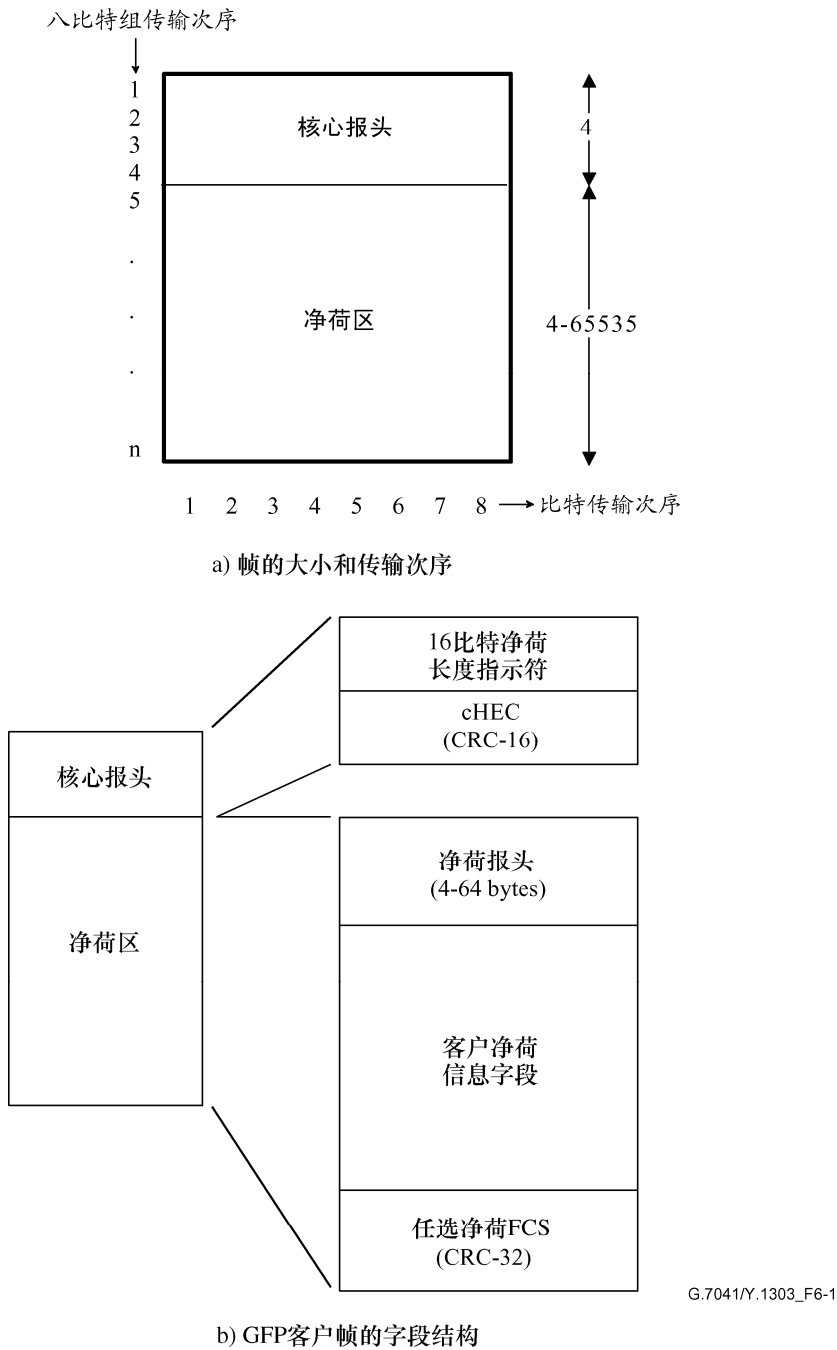 八比特组传输次序
1
2
3
4
5
.
.
.
n
核心报头
净荷区
4
4-65535
1 2 3 4 5 6 7 8 比特传输次序
a) 帧的大小和传输次序
16比特净荷
长度指示符
cHEC
(CRC-16)
核心报头
净荷区
净荷报头
(4-64 bytes)
客户净荷
信息字段
任选净荷FCS
(CRC-32)
G.7041/Y.1303_F6-1
b) GFP客户帧的字段结构